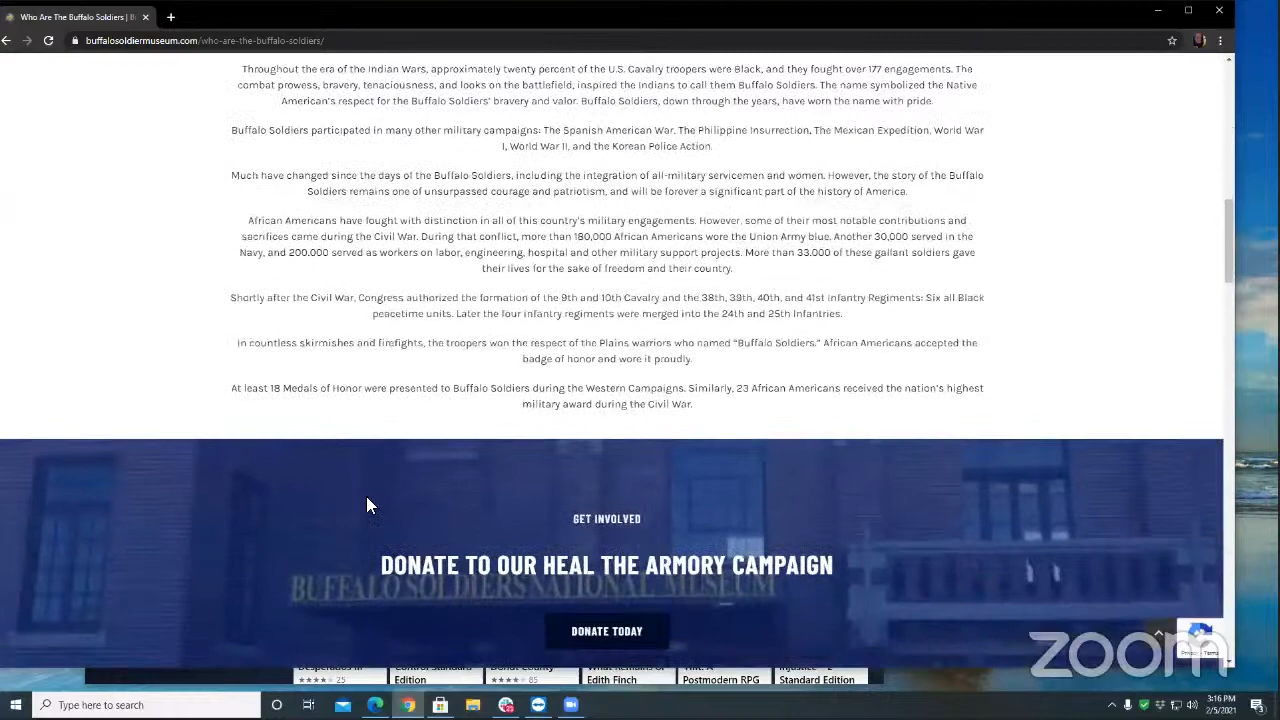 Who Are The Buffalo Soldiers | B
buffalosoldiermuseum.com/who-are-the-buffalo-soldiers/
Throughout the era of the Indian Wars, approximately twenty percent of the U.S. Cavalry troopers were Black, and they fought over 177 engagements. The
combat prowess, bravery, tenaciousness, and looks on the battlefield, inspired the Indians to call them Buffalo Soldiers. The name symbolized the Native
American's respect for the Buffalo Soldiers' bravery and valor. Buffalo Soldiers, down through the years, have worn the name with pride.
Buffalo Soldiers participated in many other military campaigns: The Spanish American War, The Philippine Insurrection, The Mexican Expedition, World War
I, World War II, and the Korean Police Action.
Much have changed since the days of the Buffalo Soldiers, including the integration of all-military servicemen and women. However, the story of the Buffalo
Soldiers remains one of unsurpassed courage and patriotism, and will be forever a significant part of the history of America.
African Americans have fought with distinction in all of this country's military engagements. However, some of their most notable contributions and
sacrifices came during the Civil War. During that conflict, more than 180,000 African Americans wore the Union Army blue. Another 30,000 served in the
Navy, and 200.000 served as workers on labor, engineering, hospital and other military support projects. More than 33.000 of these gallant soldiers gave
their lives for the sake of freedom and their country.
Shortly after the Civil War, Congress authorized the formation of the 9th and 10th Cavalry and the 38th, 39th, 40th, and 41st Infantry Regiments: Six all Black
peacetime units. Later the four infantry regiments were merged into the 24th and 25th Infantries.
In countless skirmishes and firefights, the troopers won the respect of the Plains warriors who named "Buffalo Soldiers." African Americans accepted the
badge of honor and wore it proudly.
At least 18 Medals of Honor were presented to Buffalo Soldiers during the Western Campaigns. Similarly, 23 African Americans received the nation's highest
military award during the Civil War.
GET INVOLVED
DONATE TO OUR HEAL THE ARMORY CAMPAIGN
BUFFALO SOLDIERS NATIONAL MUSEUM
DONATE TODAY
Privacy - Terms
zoom
25
Edition
85
Edith Finch
Postmodern RPG
Standard Edition
Type here to search
3:16 PM
2/5/2021
3